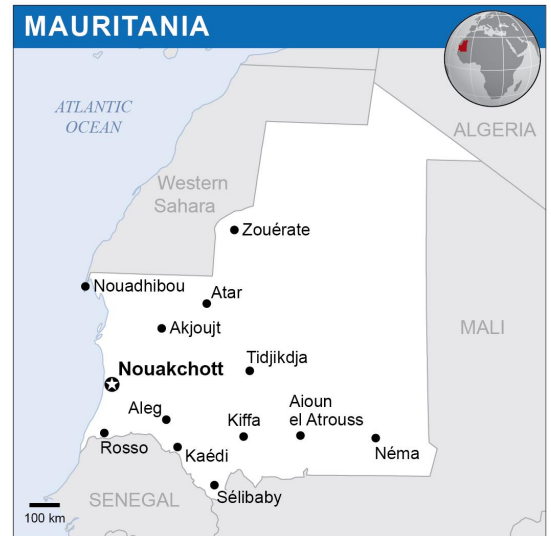 MAURITANIA
ATLANTIC
OCEAN
ALGERIA
Western
Sahara
Zouérate
Nouadhibou
Atar
Akjoujt
MALI
Tidjikdja
Nouakchott
Aleg
Kiffa
Aioun
el Atrouss
Rosso
Kaédi
Néma
Sélibaby
SENEGAL
100 km